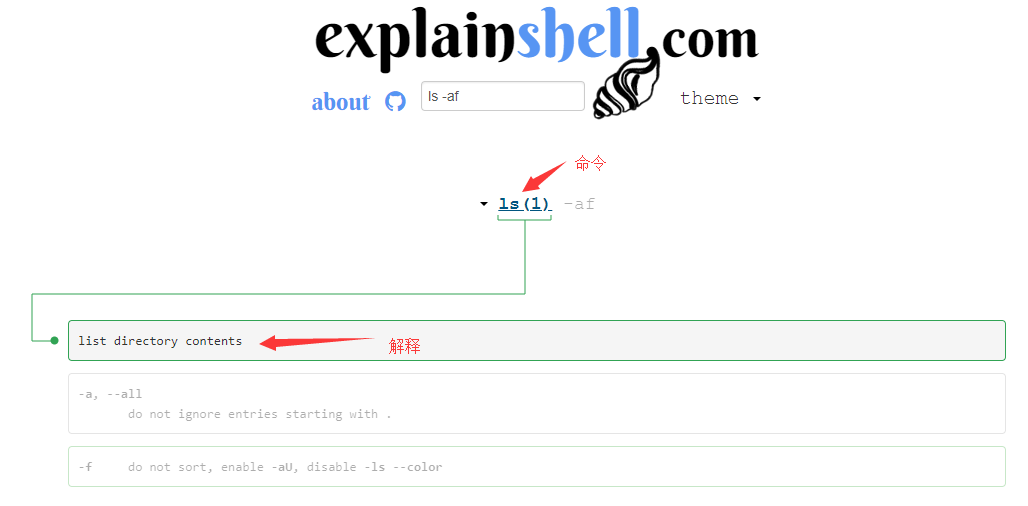 explainshell.com
about ls -af theme
命令
ls(1) -af
list directory contents
解释
-a, --all
do not ignore entries starting with .
-f do not sort, enable -aU, disable -ls --color